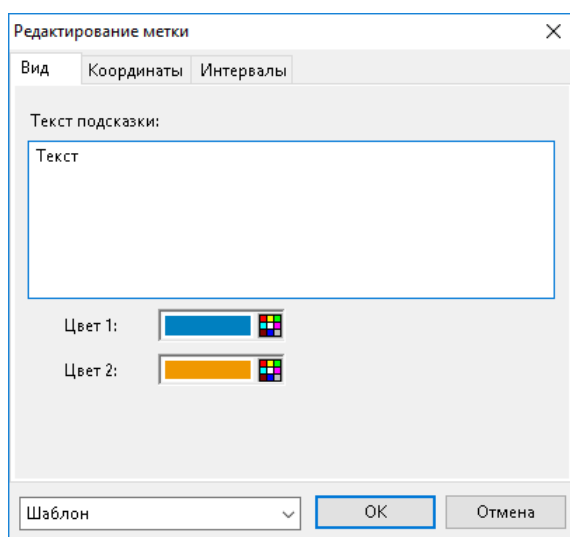 Редактирование метки
Вид Координаты Интервалы
Текст подсказки:
Текст
Цвет 1:
Цвет 2:
Шаблон OK Отмена